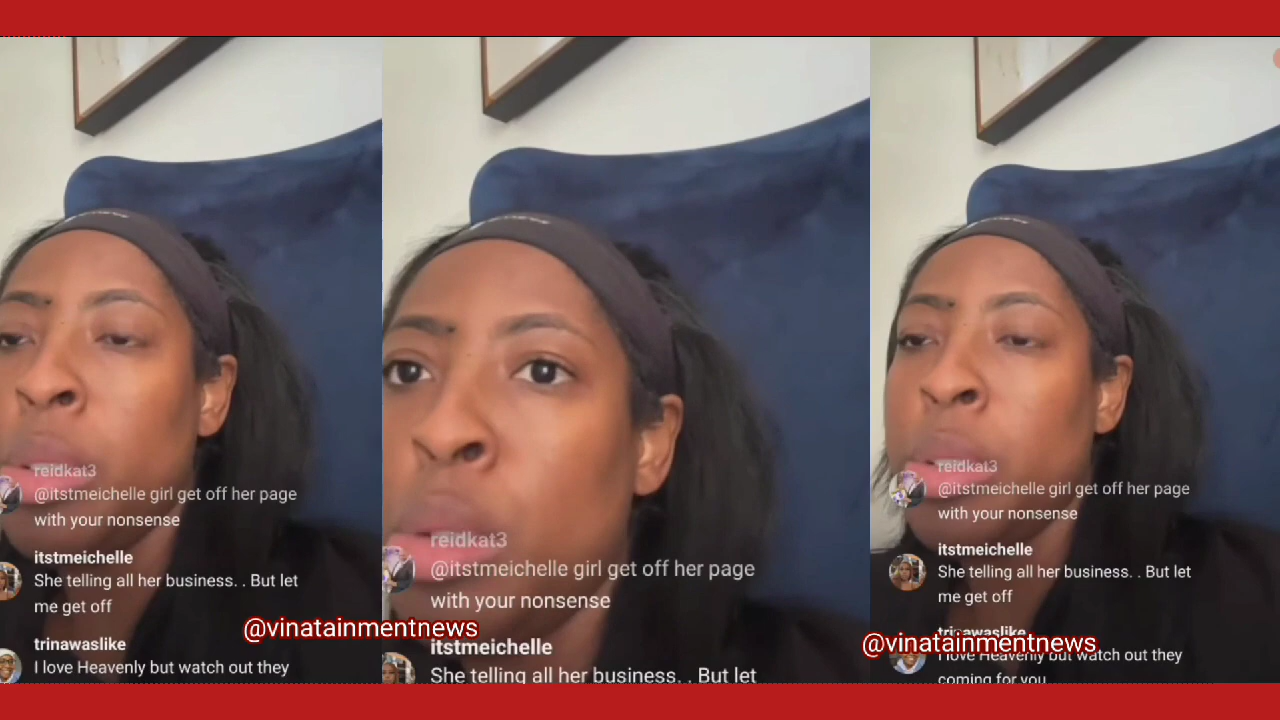 reidkat3
@itstmeichelle girl get off her page
with your nonsense
itstmeichelle
She telling all her business. . But let
me get off
trinawaslike
I love Heavenly but watch out they
@vinatainmentnews
reidkat3
@itstmeichelle girl get off her page
with your nonsense
itstmeichelle
She telling all her business. . But let
reidkat3
@itstmeichelle girl get off her page
with your nonsense
itstmeichelle
She telling all her business. . But let
me get off
trinawaslike
@vinatainmentnews
I love Heavenly but watch out they
coming for you